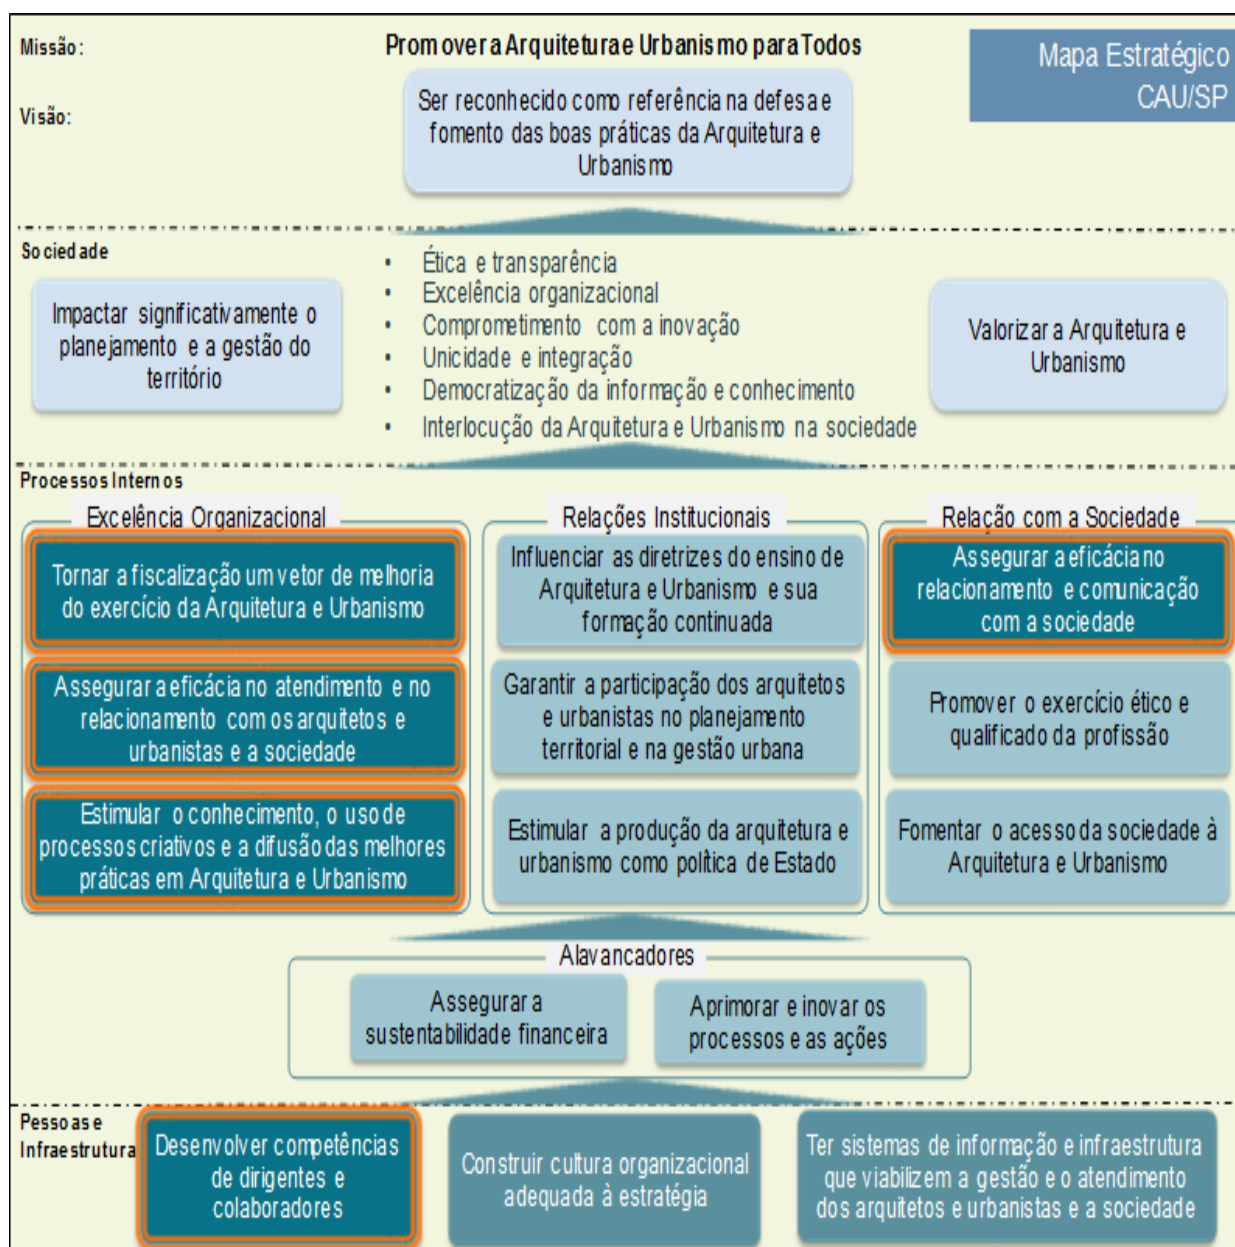 Missão:
Promover a Arquitetura e Urbanismo para Todos
Mapa Estratégico
CAU/SP
Visão:
Ser reconhecido como referência na defesa e
fomento das boas práticas da Arquitetura e
Urbanismo
Sociedade
Impactar significativamente o
planejamento e a gestão do
território
• Ética e transparência
• Excelência organizacional
• Comprometimento com a inovação
• Unicidade e integração
• Democratização da informação e conhecimento
• Interlocução da Arquitetura e Urbanismo na sociedade
Valorizar a Arquitetura e
Urbanismo
Processos Internos
Excelência Organizacional
Tornar a fiscalização um vetor de melhoria
do exercício da Arquitetura e Urbanismo
Assegurar a eficácia no atendimento e no
relacionamento com os arquitetos e
urbanistas e a sociedade
Estimular o conhecimento, o uso de
processos criativos e a difusão das melhores
práticas em Arquitetura e Urbanismo
Relações Institucionais
Influenciar as diretrizes do ensino de
Arquitetura e Urbanismo e sua
formação continuada
Garantir a participação dos arquitetos
e urbanistas no planejamento
territorial e na gestão urbana
Estimular a produção da arquitetura e
urbanismo como política de Estado
Relação com a Sociedade
Assegurar a eficácia no
relacionamento e comunicação
com a sociedade
Promover o exercício ético e
qualificado da profissão
Fomentar o acesso da sociedade à
Arquitetura e Urbanismo
Alavancadores
Assegurar a
sustentabilidade financeira
Aprimorar e inovar os
processos e as ações
Pessoas e
Infraestrutura
Desenvolver competências
de dirigentes e
colaboradores
Construir cultura organizacional
adequada à estratégia
Ter sistemas de informação e infraestrutura
que viabilizem a gestão e o atendimento
dos arquitetos e urbanistas e a sociedade